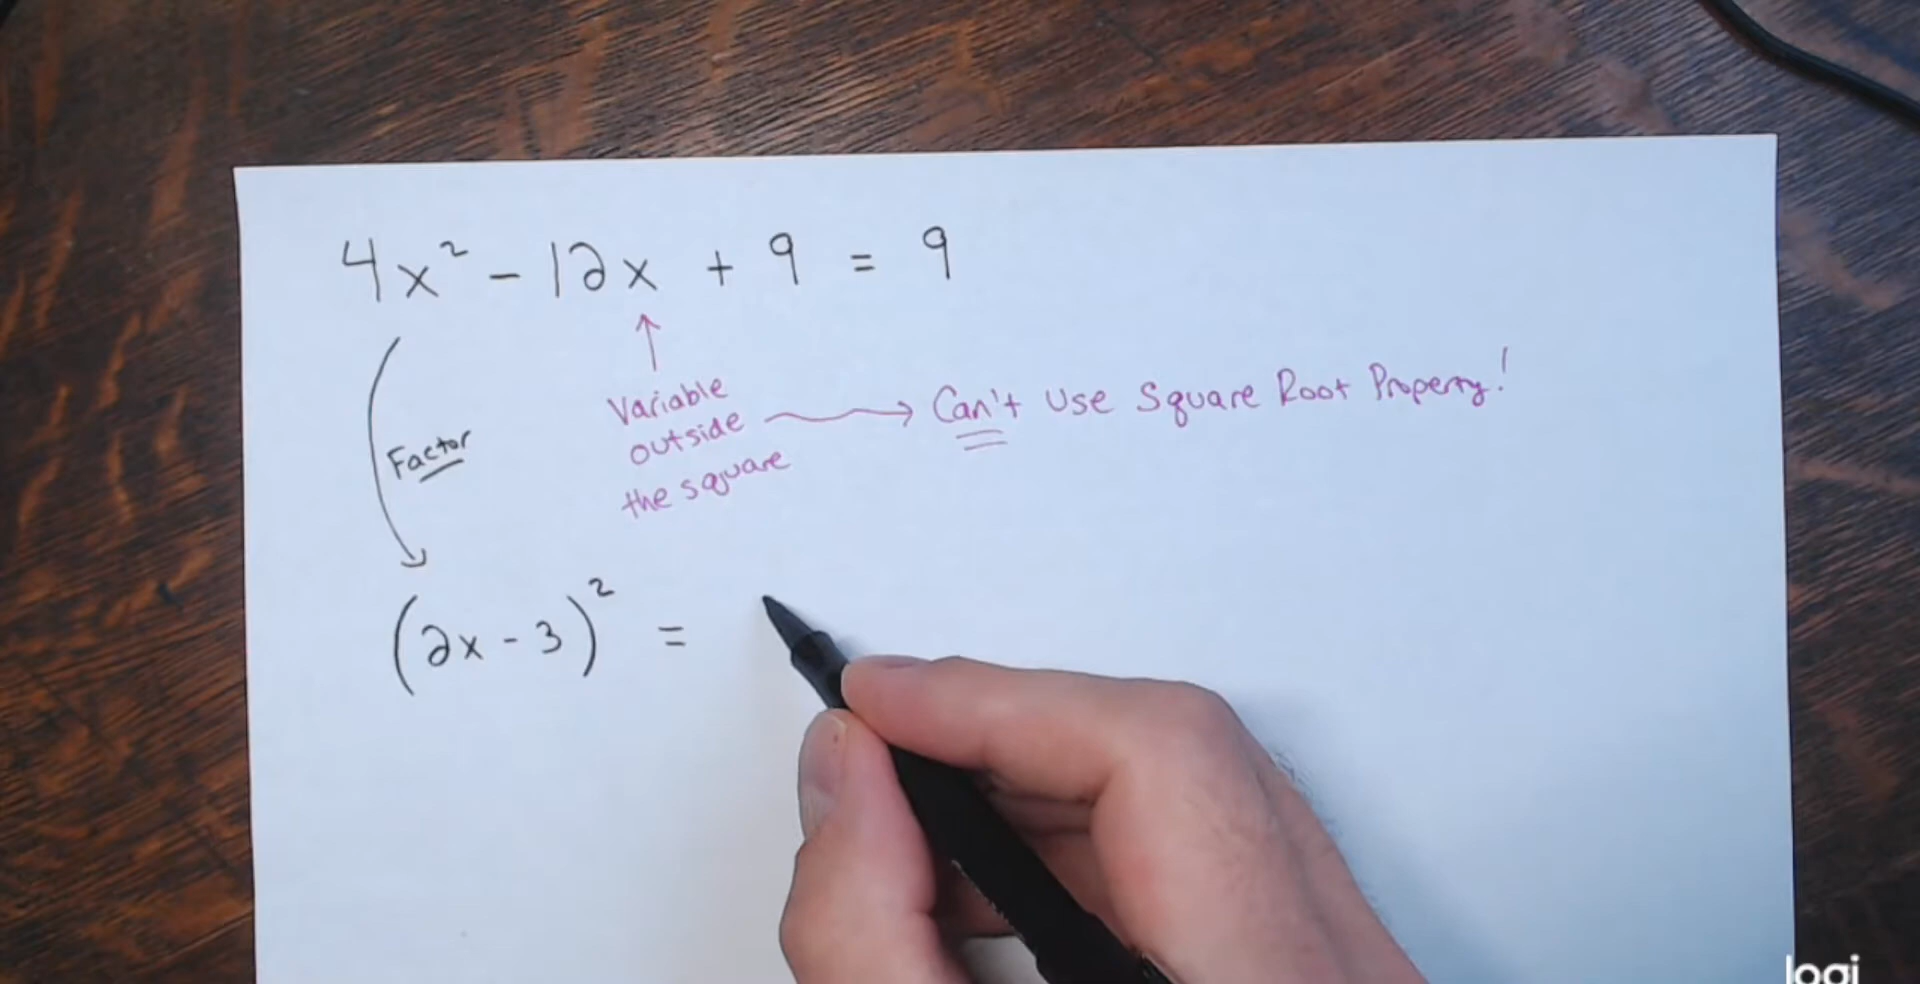 4x² - 12x + 9 = 9
Variable
outside
the square
Can't Use Square Root Property!
Factor
(2x - 3)² =
logi